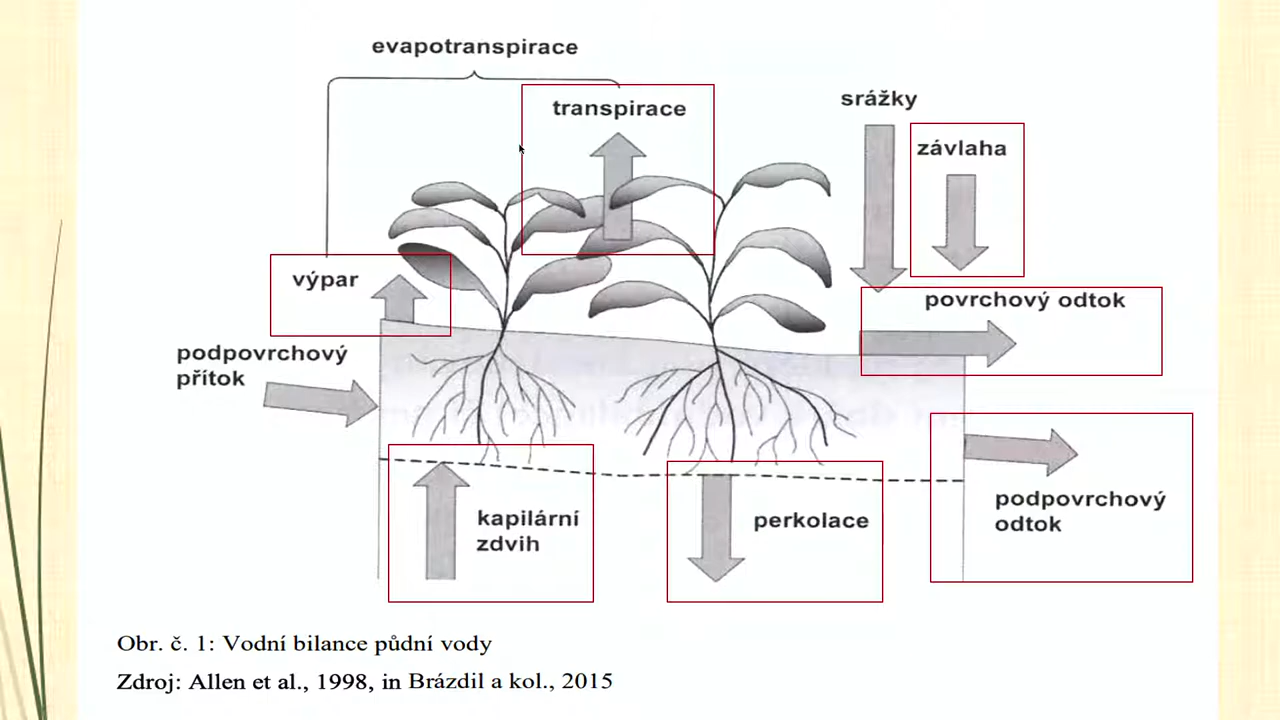 evapotranspirace
transpirace
srážky
závlaha
výpar
povrchový odtok
podpovrchový
přítok
kapilární
zdvih
perkolace
podpovrchový
odtok
Obr. č. 1: Vodní bilance půdní vody
Zdroj: Allen et al., 1998, in Brázdil a kol., 2015